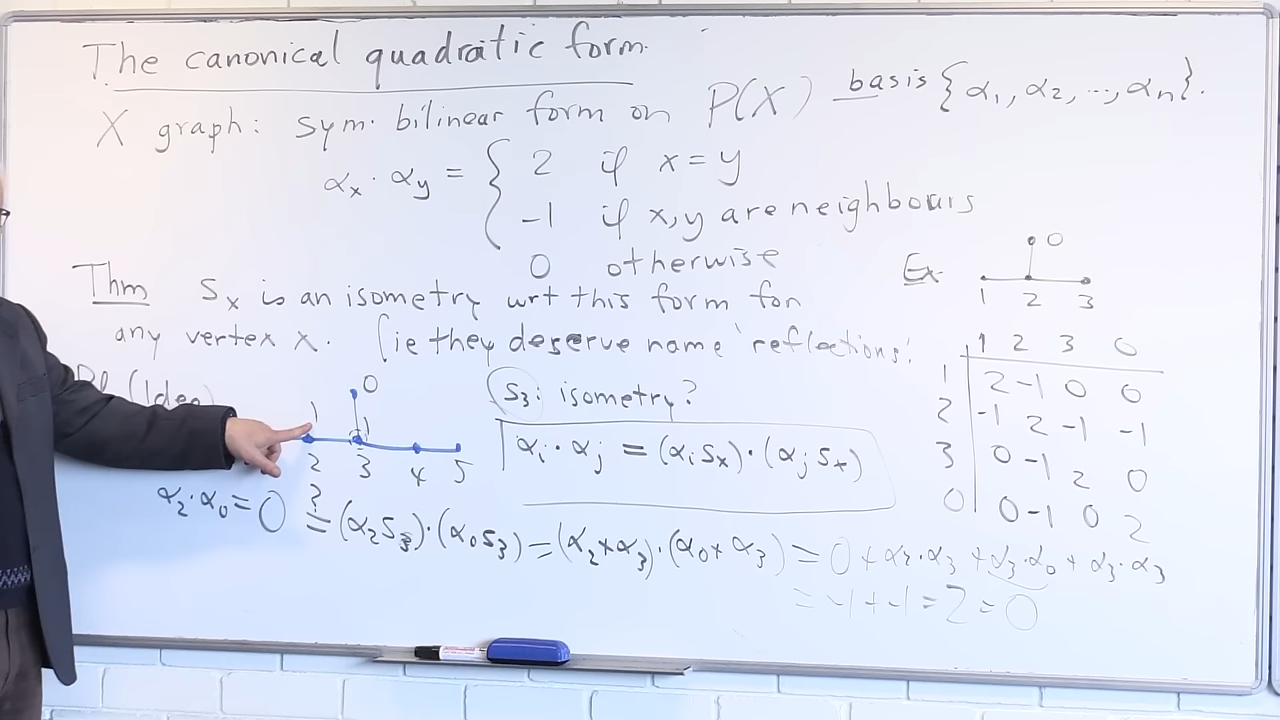 The canonical quadratic form.
X graph: sym. bilinear form on P(X) basis {α₁, α₂, ..., αₙ}.
αₓ · α_y = { 2 if x = y
-1 if x, y are neighbours
0 otherwise
Thm Sₓ is an isometry wrt this form for
any vertex x. (ie they deserve name 'reflections'.
Ex
0
1 2 3
1 2 3 0
1 2 -1 0 0
2 -1 2 -1 -1
3 0 -1 2 0
0 0 -1 0 2
Pf (Idea)
0
1 1
2 3 4 5
S₃: isometry?
αᵢ · αⱼ = (αᵢSₓ) · (αⱼSₓ)
α₂ · α₀ = 0 ?= (α₂S₃) · (α₀S₃) = (α₂+α₃) · (α₀+α₃) = 0 + α₂·α₃ + α₃·α₀ + α₃·α₃
= -1 + -1 = 2 = 0